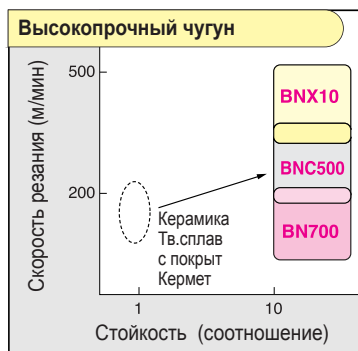 Высокопрочный чугун
Скорость резания (м/мин)
500
200
BNX10
BNC500
BN700
Керамика
Тв.сплав
с покрыт
Кермет
1
10
Стойкость (соотношение)